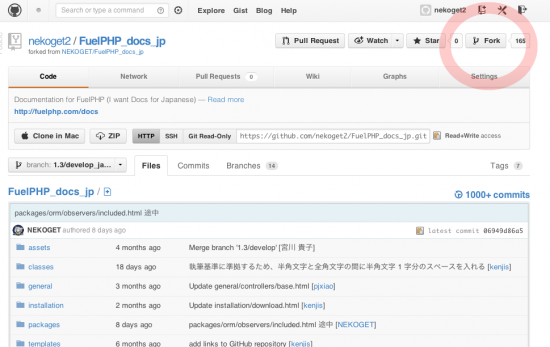 Search or type a command
Explore Gist Blog Help
nekoget2
nekoget2 / FuelPHP_docs_jp
forked from NEKOGET/FuelPHP_docs_jp
Pull Request Watch Star 0 Fork 165
Code Network Pull Requests 0 Wiki Graphs Settings
Documentation for FuelPHP (I want Docs for Japanese) — Read more
http://fuelphp.com/docs
Clone in Mac ZIP HTTP SSH Git Read-Only https://github.com/nekoget2/FuelPHP_docs_jp.git Read+Write access
branch: 1.3/develop_ja... Files Commits Branches 14 Tags 7
FuelPHP_docs_jp / 1000+ commits
packages/orm/observers/included.html 途中
NEKOGET authored 8 days ago latest commit 06949d86a5
assets 4 months ago Merge branch '1.3/develop' [宮川 貴子]
classes 18 days ago 執筆基準に準拠するため、半角文字と全角文字の間に半角文字 1 字分のスペースを入れる [kenjis]
general 3 months ago Update general/controllers/base.html [pjxiao]
installation 2 months ago Update installation/download.html [kenjis]
packages 8 days ago packages/orm/observers/included.html 途中 [NEKOGET]
templates 6 months ago add links to GitHub repository [kenjis]